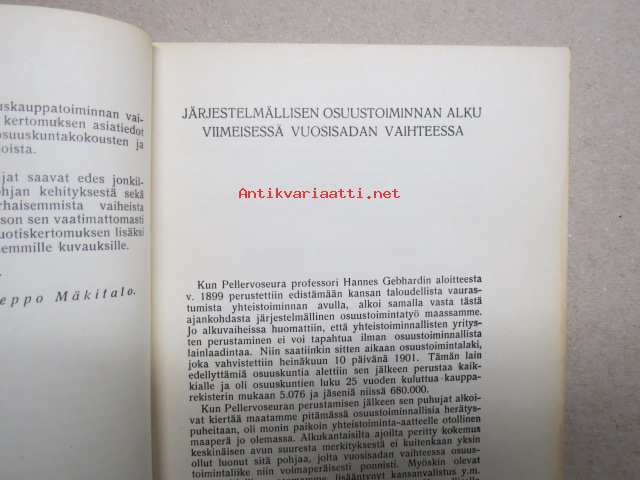 uskauppatoiminnan vai-
kertomuksen asiatiedot
osuuskuntakokousten ja
oista.
jat saavat edes jonkil-
ohjan kehityksestä sekä
rhaisemmista vaiheista
son sen vaatimattomasti
uotiskertomuksen lisäksi
emmille kuvauksille.
eppo Mäkitalo.
JÄRJESTELMÄLLISEN OSUUSTOIMINNAN ALKU
VIIMEISESSÄ VUOSISADAN VAIHTEESSA
Antikvariaatti.net
Kun Pellervoseura professori Hannes Gebhardin aloitteesta
v. 1899 perustettiin edistämään kansan taloudellista vauras-
tumista yhteistoiminnan avulla, alkoi samalla vasta tästä
ajankohdasta järjestelmällinen osuustoimintatyö maassamme.
Jo alkuvaiheissa huomattiin, että yhteistoiminnallisten yritys-
ten perustaminen ei voi tapahtua ilman osuustoiminnallista
lainlaadintaa. Niin saatiinkin sitten aikaan osuustoimintalaki,
joka vahvistettiin heinäkuun 10 päivänä 1901. Tämän lain
edellyttämiä osuuskuntia alettiin sen jälkeen perustaa kaik-
kialle ja oli osuuskuntien luku 25 vuoden kuluttua kauppa-
rekisterin mukaan 5.076 ja jäseniä niissä 680.000.
Kun Pellervoseuran perustamisen jälkeen sen puhujat alkoi-
vat kiertää maatamme pitämässä osuustoiminnallisia herätys-
puheitaan, oli monin paikoin yhteistoiminta-aatteelle otollinen
maaperä jo olemassa. Alkukantaisilta ajoilta peritty kokemus
keskinäisen avun suuresta merkityksestä ei kuitenkaan yksin
ollut luonut sitä pohjaa, jolta vuosisadan vaihteessa osuus-
toimintaliike niin voimaperäisesti ponnisti. Myöskin olevat
lisääntynyt kansanvalistus y.m.